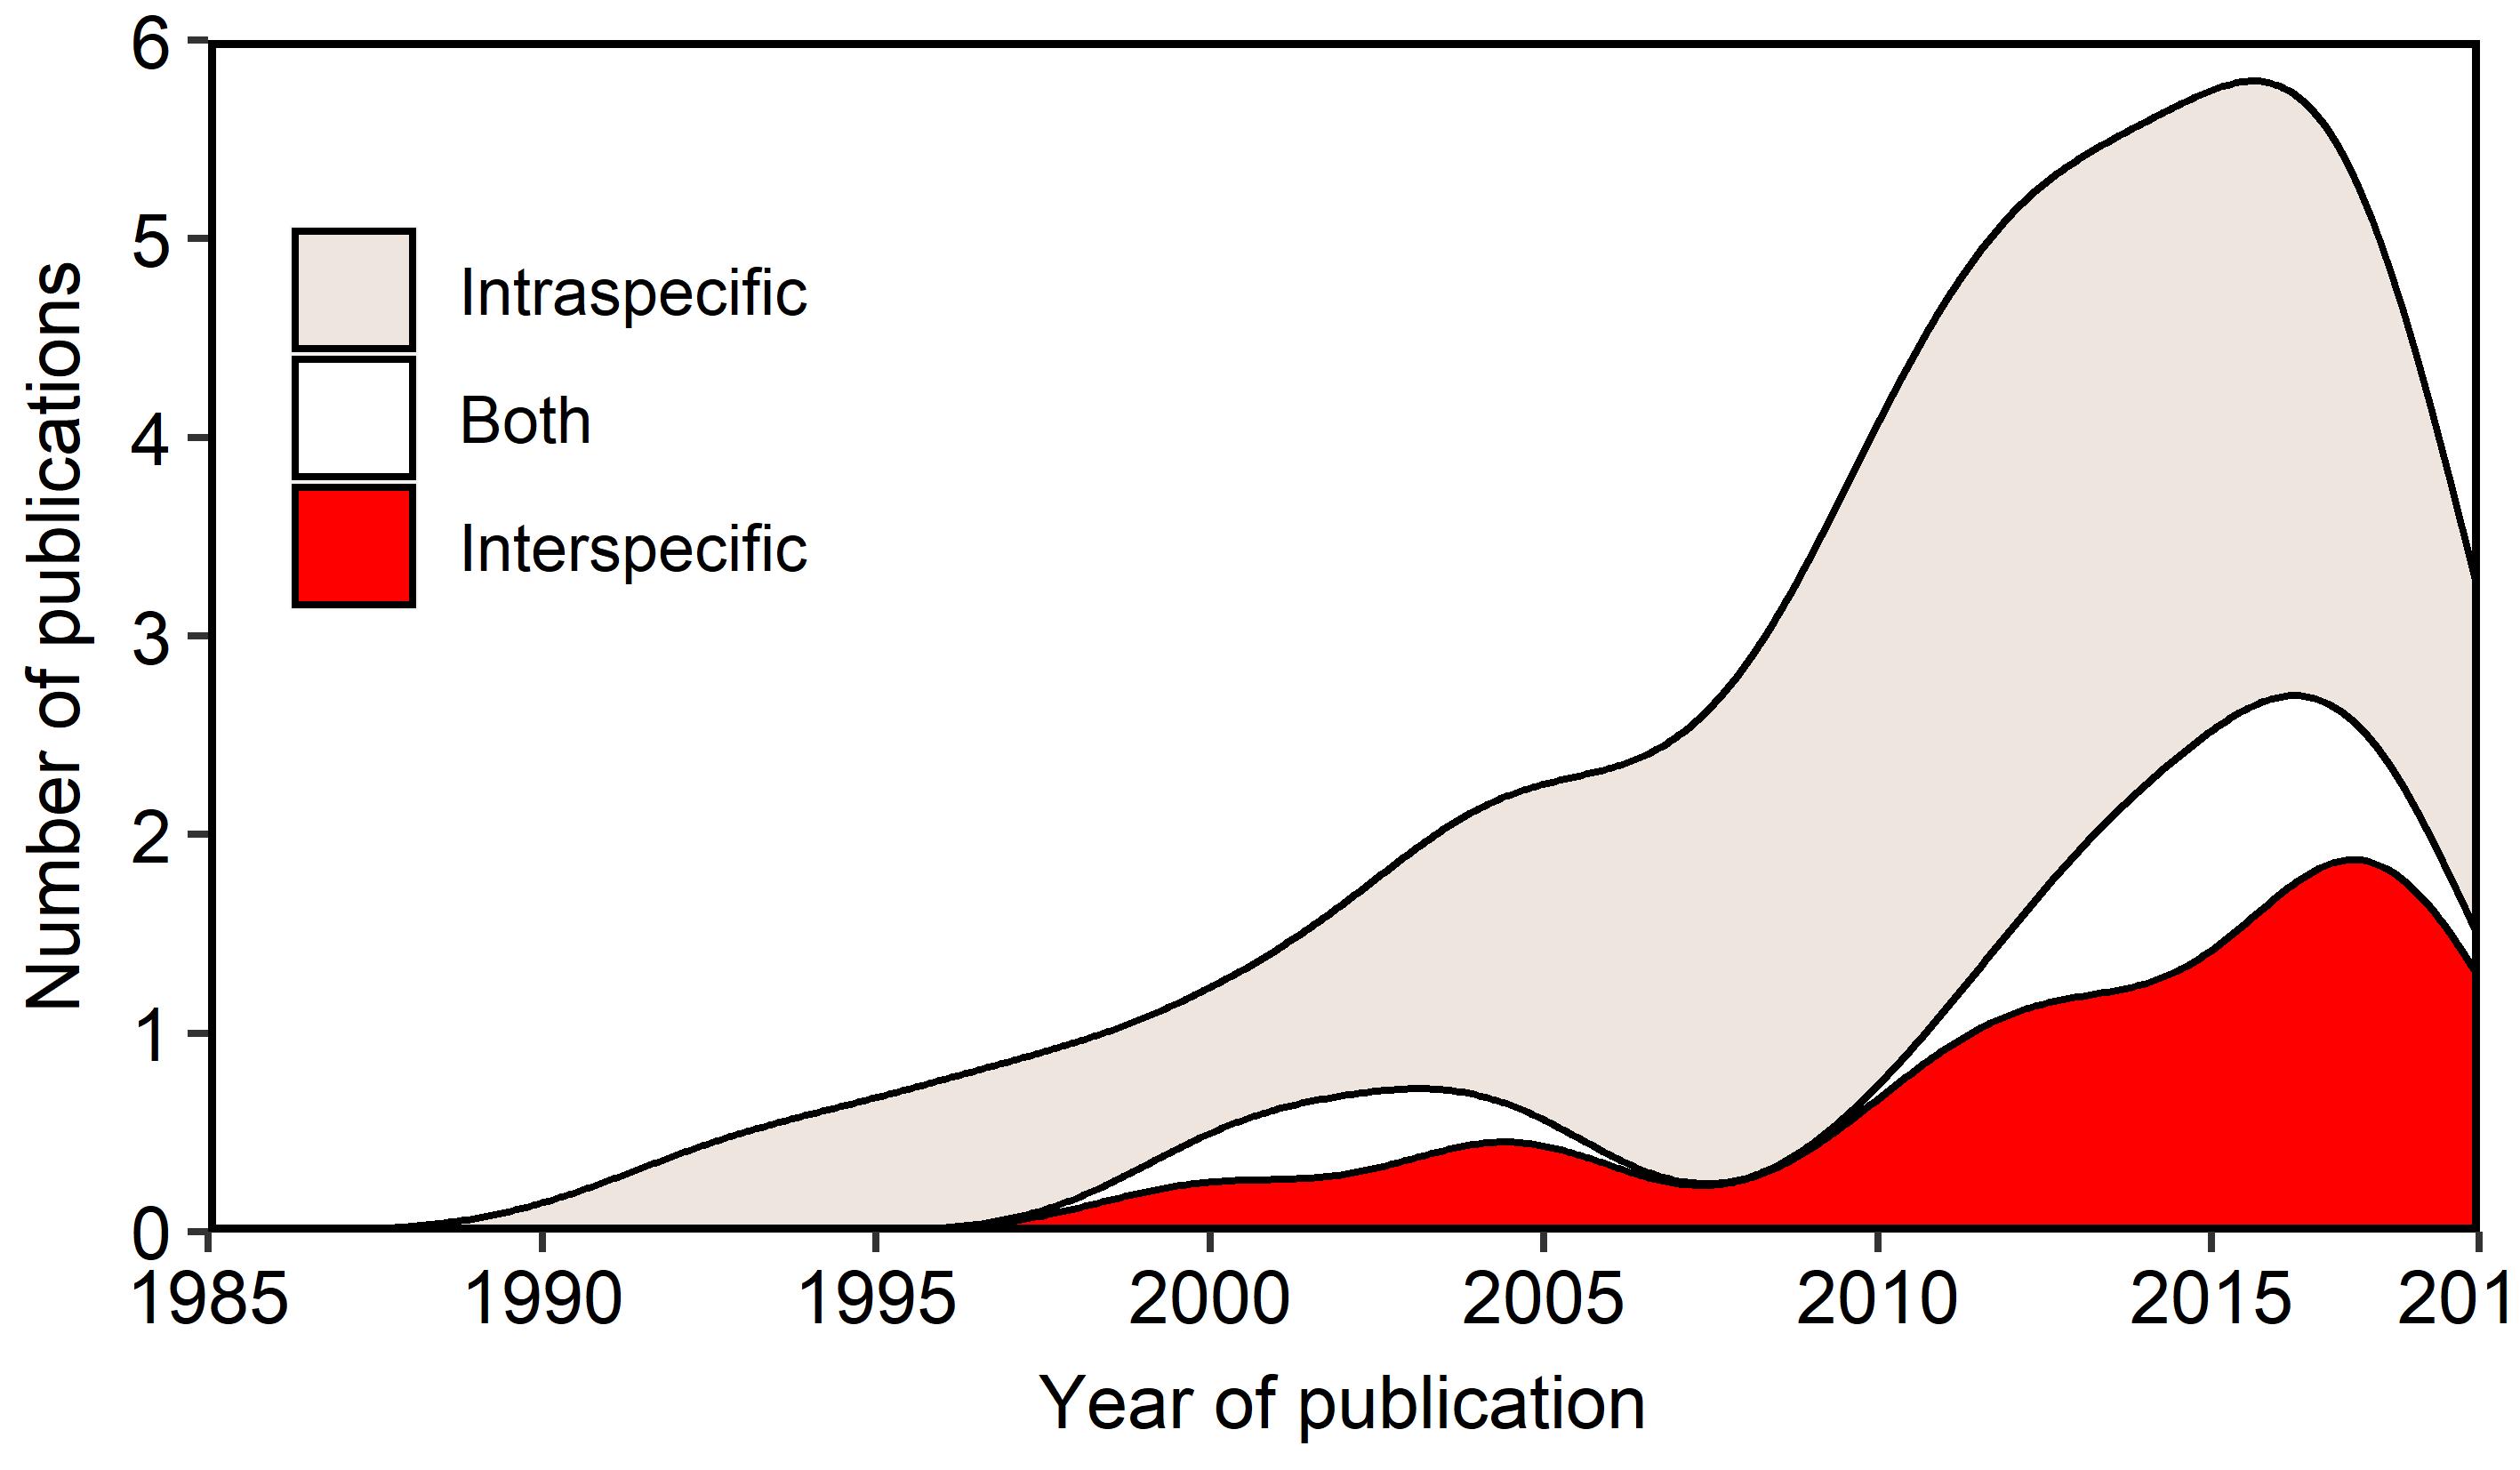 6
5
4
3
2
1
0
Number of publications
Intraspecific
Both
Interspecific
1985 1990 1995 2000 2005 2010 2015 201
Year of publication